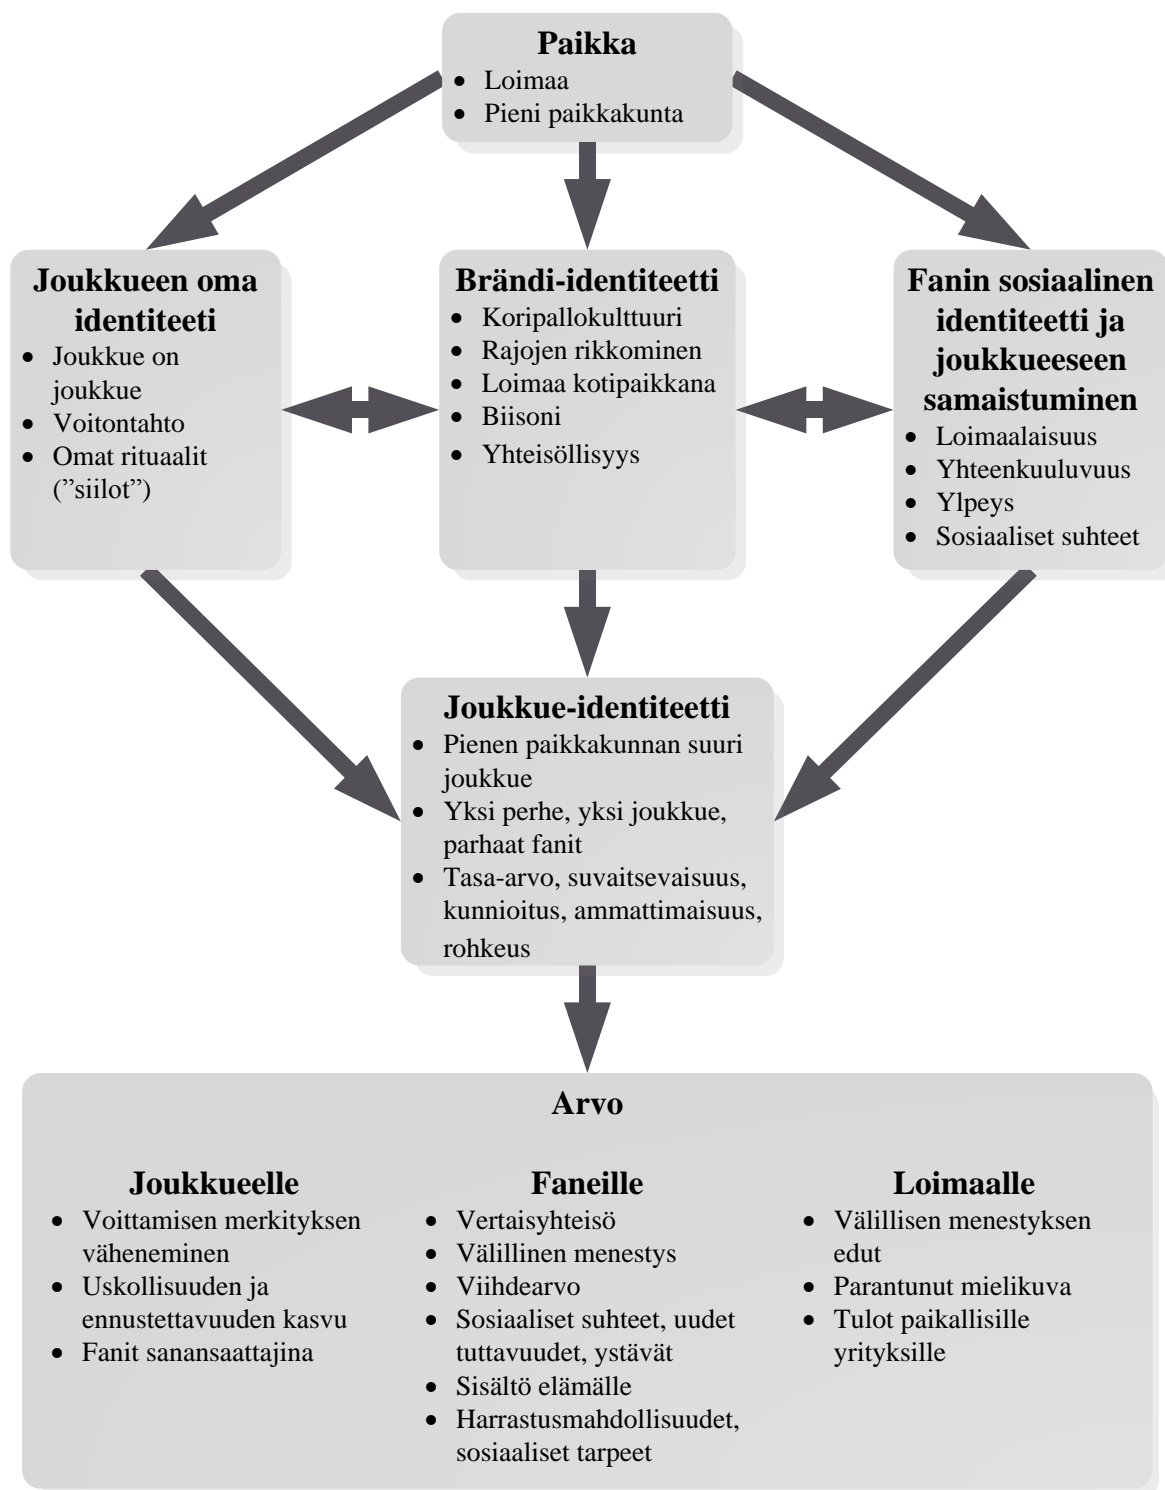 Paikka
• Loimaa
• Pieni paikkakunta
Joukkueen oma
identiteeti
• Joukkue on
joukkue
• Voitontahto
• Omat rituaalit
(”siilot”)
Brändi-identiteetti
• Koripallokulttuuri
• Rajojen rikkominen
• Loimaa kotipaikkana
• Biisoni
• Yhteisöllisyys
Fanin sosiaalinen
identiteetti ja
joukkueeseen
samaistuminen
• Loimaalaisuus
• Yhteenkuuluvuus
• Ylpeys
• Sosiaaliset suhteet
Joukkue-identiteetti
• Pienen paikkakunnan suuri
joukkue
• Yksi perhe, yksi joukkue,
parhaat fanit
• Tasa-arvo, suvaitsevaisuus,
kunnioitus, ammattimaisuus,
rohkeus
Arvo
Joukkueelle
• Voittamisen merkityksen
väheneminen
• Uskollisuuden ja
ennustettavuuden kasvu
• Fanit sanansaattajina
Faneille
• Vertaisyhteisö
• Välillinen menestys
• Viihdearvo
• Sosiaaliset suhteet, uudet
tuttavuudet, ystävät
• Sisältö elämälle
• Harrastusmahdollisuudet,
sosiaaliset tarpeet
Loimaalle
• Välillisen menestyksen
edut
• Parantunut mielikuva
• Tulot paikallisille
yrityksille